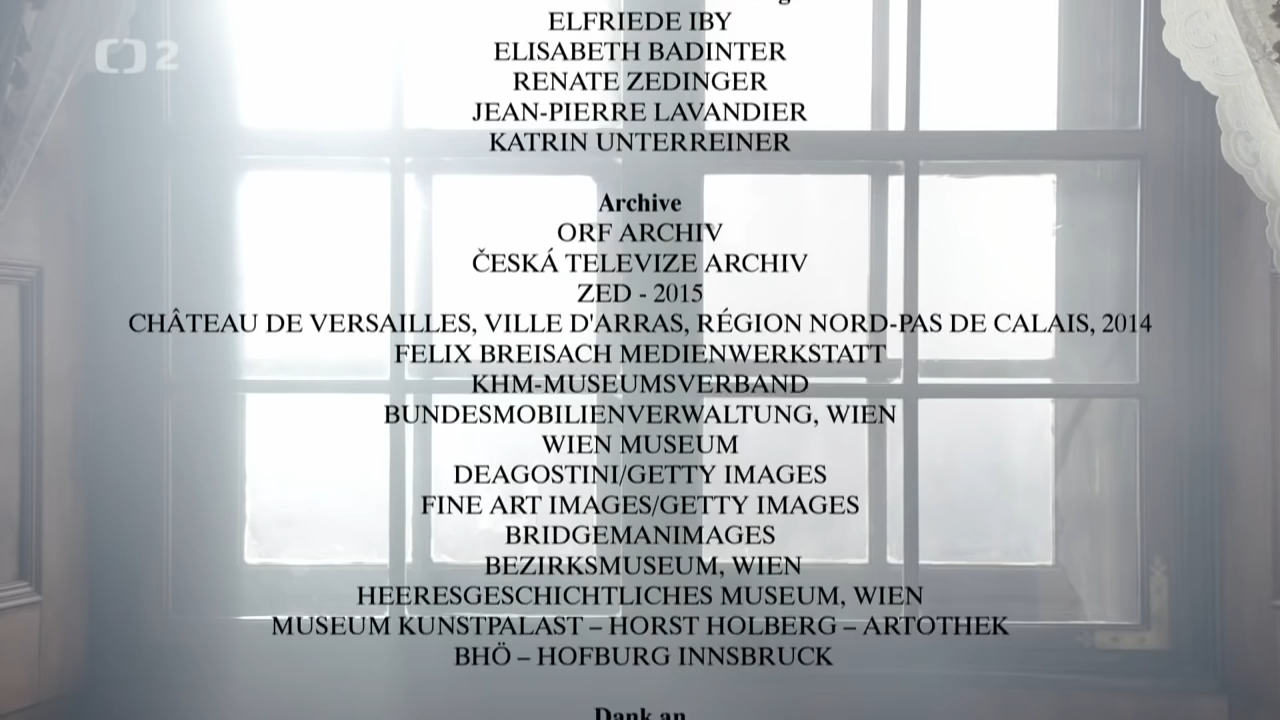 2
ELFRIEDE IBY
ELISABETH BADINTER
RENATE ZEDINGER
JEAN-PIERRE LAVANDIER
KATRIN UNTERREINER
Archive
ORF ARCHIV
ČESKÁ TELEVIZE ARCHIV
ZED - 2015
CHÂTEAU DE VERSAILLES, VILLE D'ARRAS, RÉGION NORD-PAS DE CALAIS, 2014
FELIX BREISACH MEDIENWERKSTATT
KHM-MUSEUMSVERBAND
BUNDESMOBILIENVERWALTUNG, WIEN
WIEN MUSEUM
DEAGOSTINI/GETTY IMAGES
FINE ART IMAGES/GETTY IMAGES
BRIDGEMANIMAGES
BEZIRKSMUSEUM, WIEN
HEERESGESCHICHTLICHES MUSEUM, WIEN
MUSEUM KUNSTPALAST – HORST HOLBERG – ARTOTHEK
BHÖ – HOFBURG INNSBRUCK
Dank an